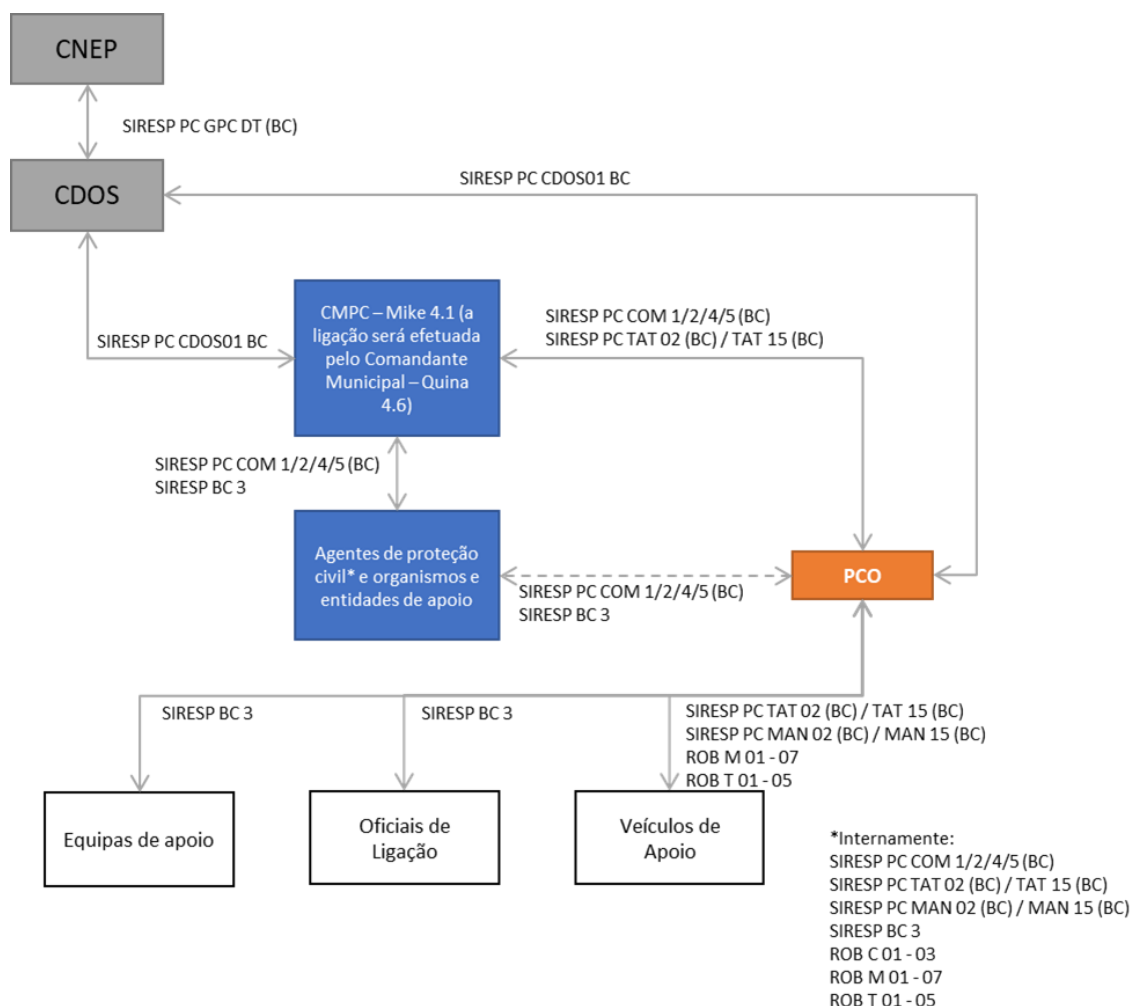 CNEP
SIRESP PC GPC DT (BC)
CDOS
SIRESP PC CDOS01 BC
SIRESP PC CDOS01 BC
CMPC – Mike 4.1 (a
ligação será efetuada
pelo Comandante
Municipal – Quina
4.6)
SIRESP PC COM 1/2/4/5 (BC)
SIRESP PC TAT 02 (BC) / TAT 15 (BC)
SIRESP PC COM 1/2/4/5 (BC)
SIRESP BC 3
Agentes de proteção
civil* e organismos e
entidades de apoio
SIRESP PC COM 1/2/4/5 (BC)
SIRESP BC 3
PCO
SIRESP BC 3
SIRESP BC 3
SIRESP PC TAT 02 (BC) / TAT 15 (BC)
SIRESP PC MAN 02 (BC) / MAN 15 (BC)
ROB M 01 - 07
ROB T 01 - 05
Equipas de apoio
Oficiais de
Ligação
Veículos de
Apoio
*Internamente:
SIRESP PC COM 1/2/4/5 (BC)
SIRESP PC TAT 02 (BC) / TAT 15 (BC)
SIRESP PC MAN 02 (BC) / MAN 15 (BC)
SIRESP BC 3
ROB C 01 - 03
ROB M 01 - 07
ROB T 01 - 05